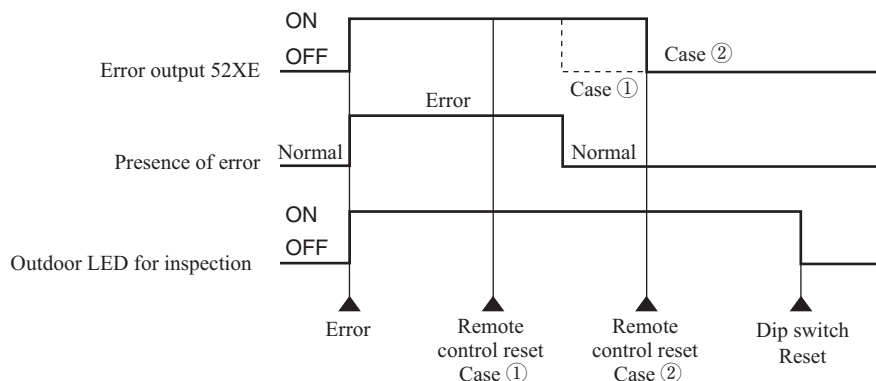 ON
OFF
Error output 52XE
Case ②
Case ①
Error
Normal
Normal
Presence of error
ON
OFF
Outdoor LED for inspection
Error
Remote
control reset
Case ①
Remote
control reset
Case ②
Dip switch
Reset